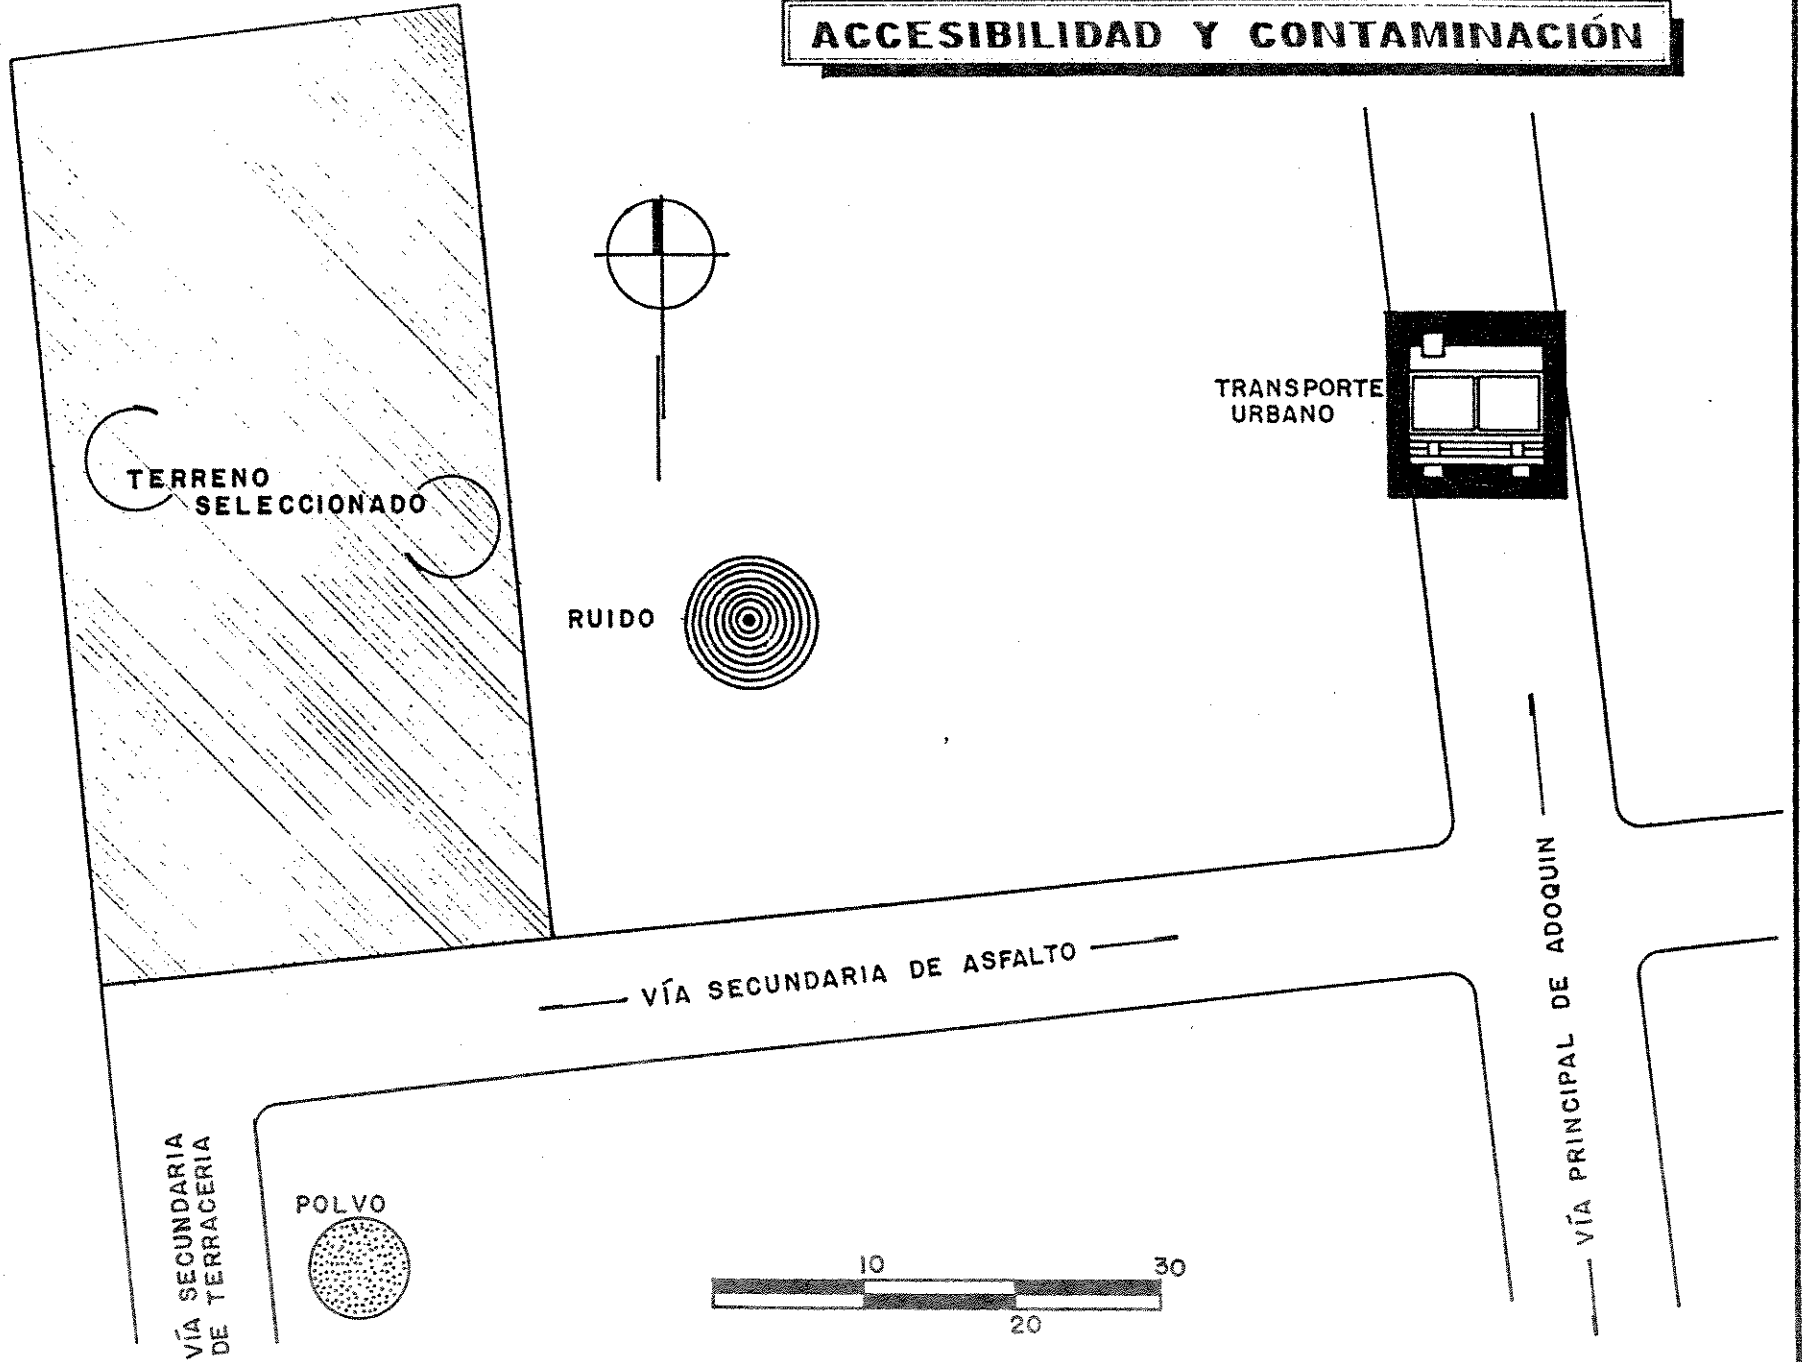 ACCESIBILIDAD Y CONTAMINACIÓN
TRANSPORTE
URBANO
TERRENO
SELECCIONADO
RUIDO
VÍA SECUNDARIA DE ASFALTO
VÍA PRINCIPAL DE ADOQUIN
VÍA SECUNDARIA
DE TERRACERIA
POLVO
10
30
20